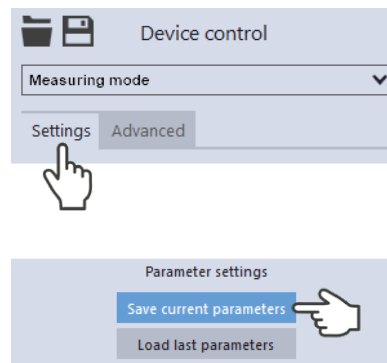 Device control
Measuring mode
Settings Advanced
Parameter settings
Save current parameters
Load last parameters